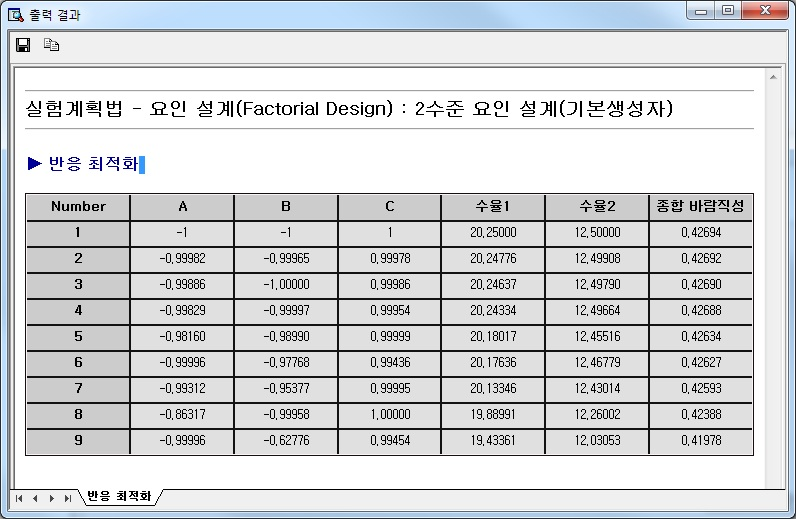 출력 결과
실험계획법 - 요인 설계(Factorial Design) : 2수준 요인 설계(기본생성자)
▶ 반응 최적화
Number A B C 수율1 수율2 종합 바람직성
1 -1 -1 1 20,25000 12,50000 0,42694
2 -0,99982 -0,99965 0,99978 20,24776 12,49908 0,42692
3 -0,99886 -1,00000 0,99986 20,24637 12,49790 0,42690
4 -0,99829 -0,99997 0,99954 20,24334 12,49664 0,42688
5 -0,98160 -0,98990 0,99999 20,18017 12,45516 0,42634
6 -0,99996 -0,97768 0,99436 20,17636 12,46779 0,42627
7 -0,99312 -0,95377 0,99995 20,13346 12,43014 0,42593
8 -0,86317 -0,99958 1,00000 19,88991 12,26002 0,42388
9 -0,99996 -0,62776 0,99454 19,43361 12,03053 0,41978
반응 최적화